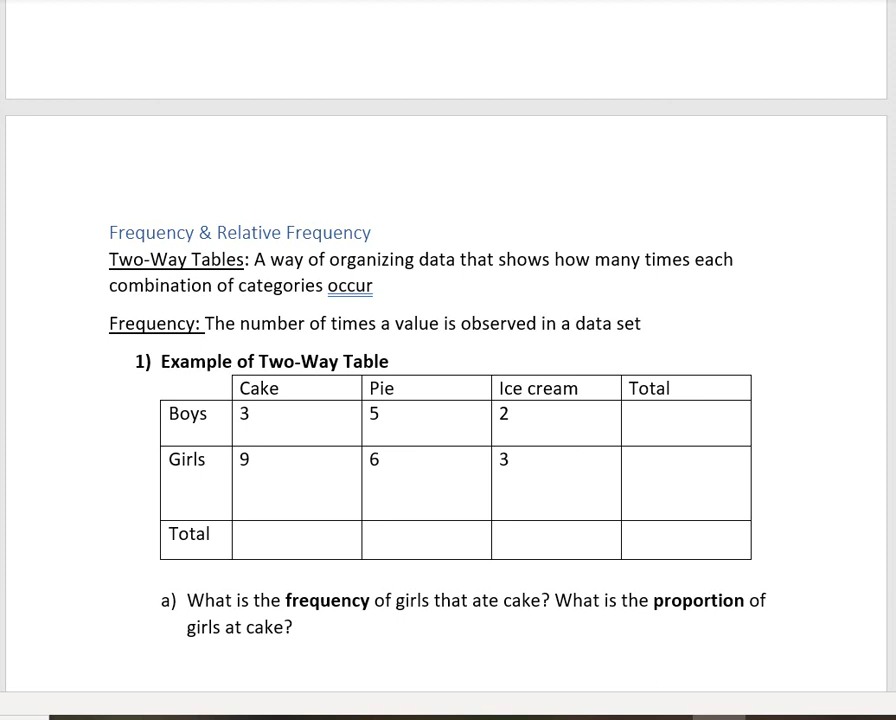 Frequency & Relative Frequency
Two-Way Tables: A way of organizing data that shows how many times each
combination of categories occur
Frequency: The number of times a value is observed in a data set
1) Example of Two-Way Table
Cake Pie Ice cream Total
Boys 3 5 2
Girls 9 6 3
Total
a) What is the frequency of girls that ate cake? What is the proportion of
girls at cake?